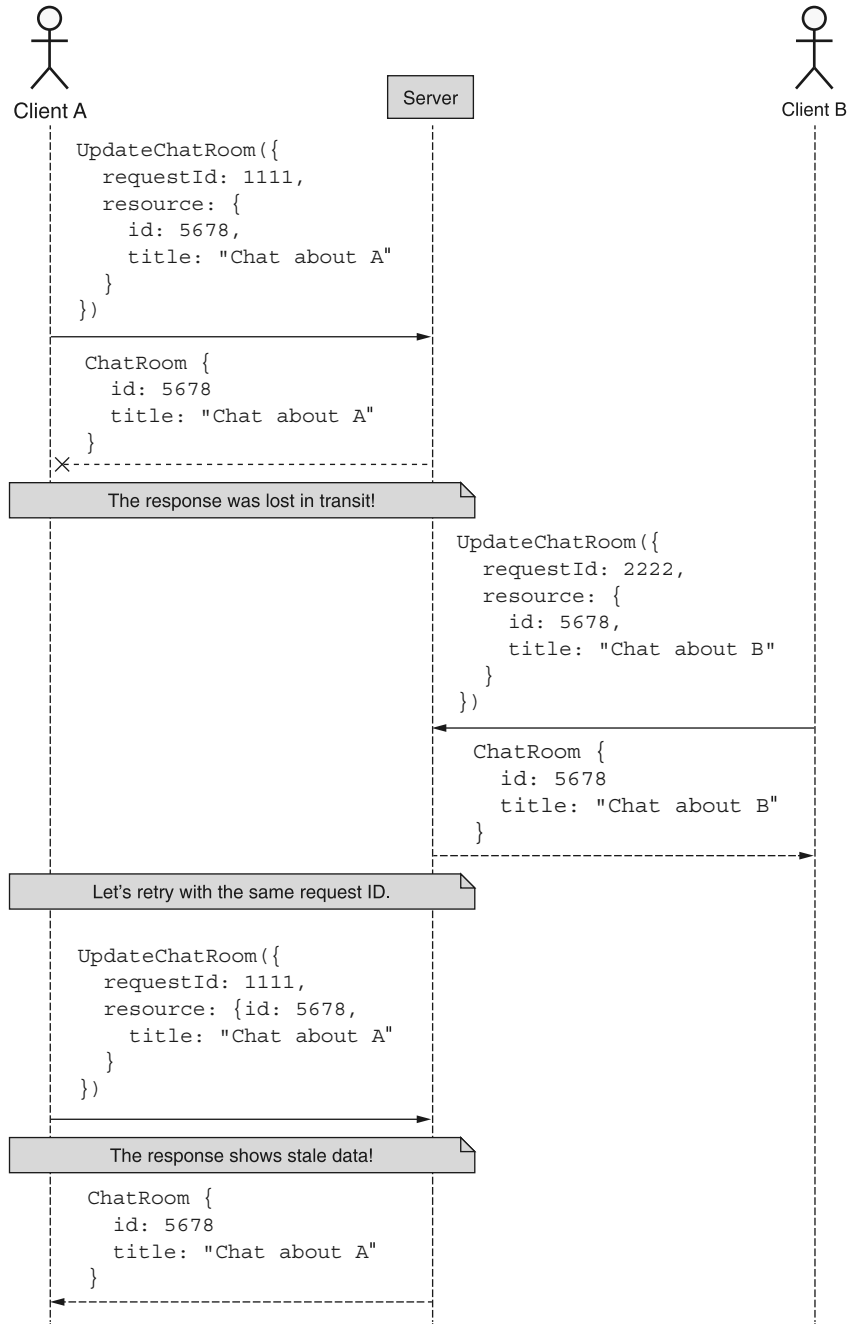 Client A
Server
Client B
UpdateChatRoom({
requestId: 1111,
resource: {
id: 5678,
title: "Chat about A"
}
})
ChatRoom {
id: 5678
title: "Chat about A"
}
The response was lost in transit!
UpdateChatRoom({
requestId: 2222,
resource: {
id: 5678,
title: "Chat about B"
}
})
ChatRoom {
id: 5678
title: "Chat about B"
}
Let's retry with the same request ID.
UpdateChatRoom({
requestId: 1111,
resource: {id: 5678,
title: "Chat about A"
}
})
The response shows stale data!
ChatRoom {
id: 5678
title: "Chat about A"
}